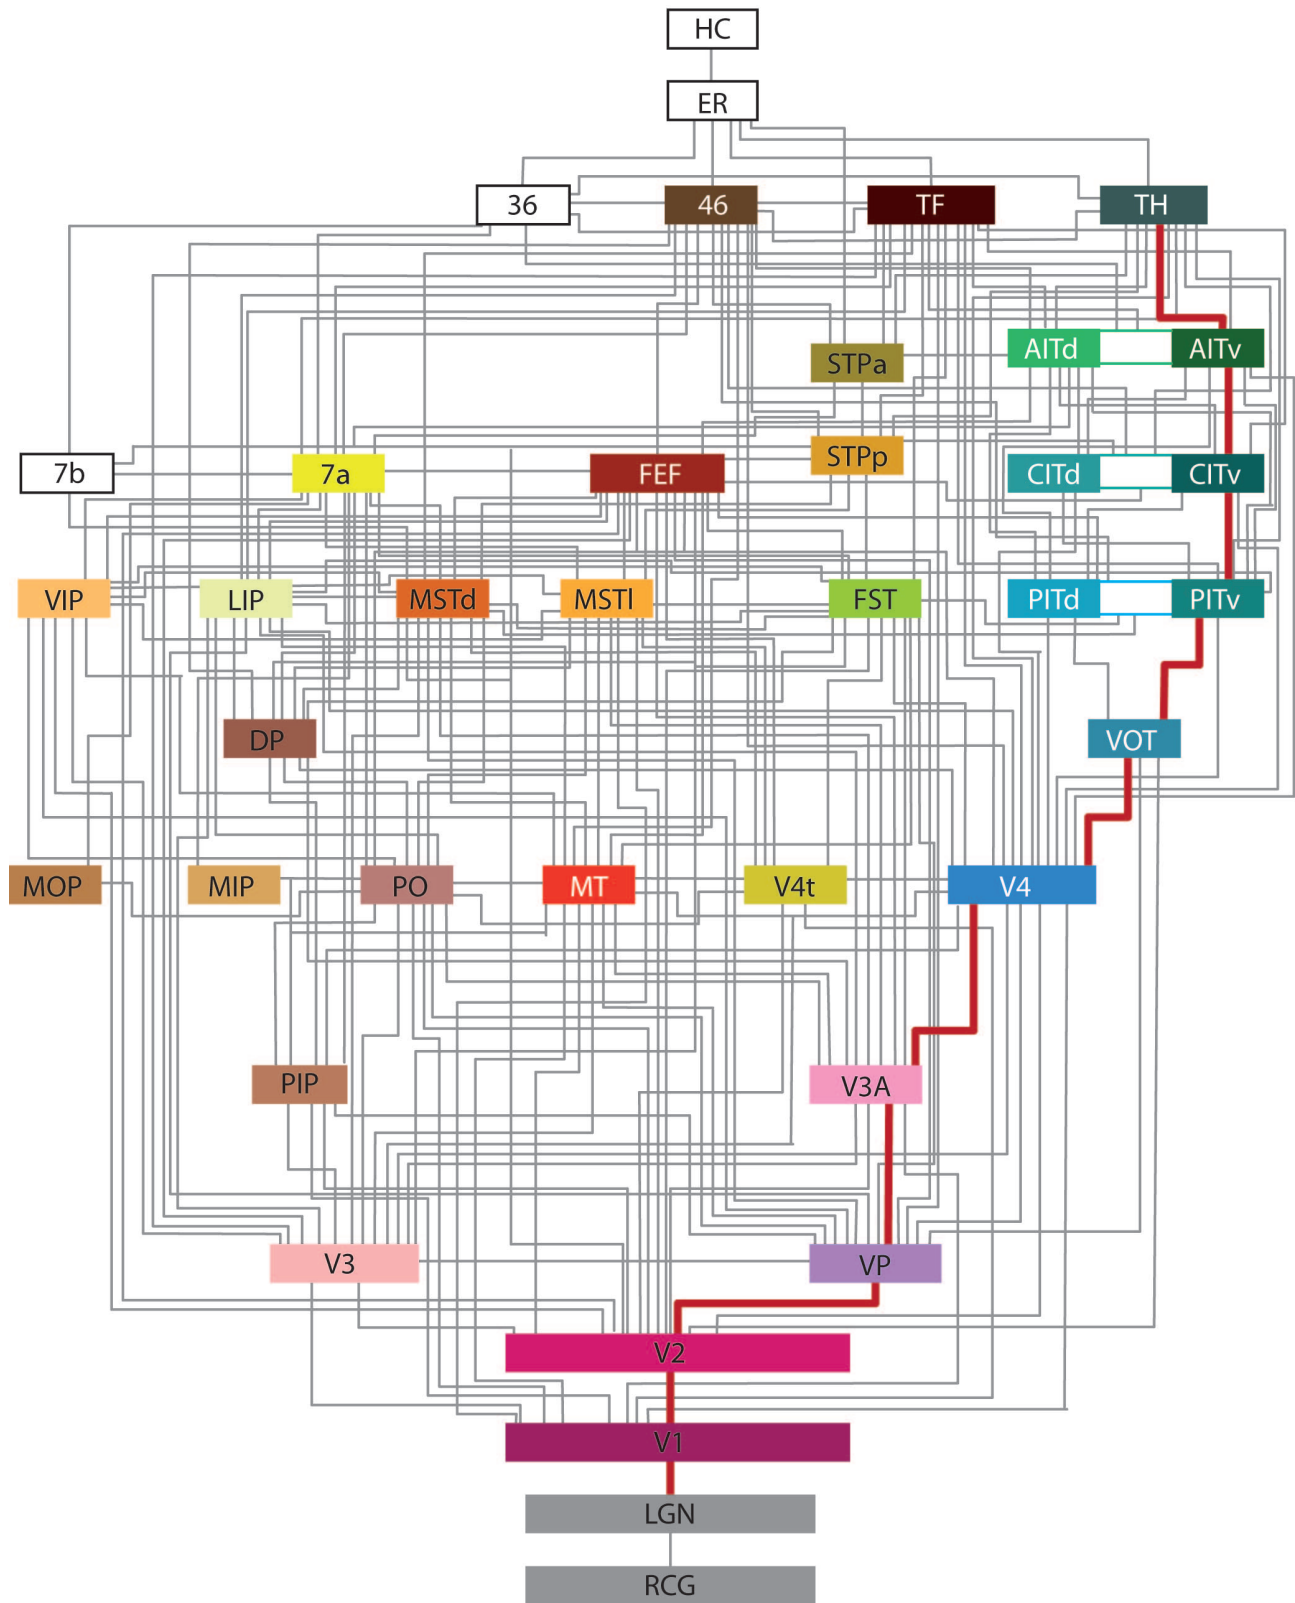 HC
ER
36
46
TF
TH
STPa
AITd
AITv
7b
7a
FEF
STPp
CITd
CITv
VIP
LIP
MSTd
MSTl
FST
PITd
PITv
DP
VOT
MOP
MIP
PO
MT
V4t
V4
PIP
V3A
V3
VP
V2
V1
LGN
RCG